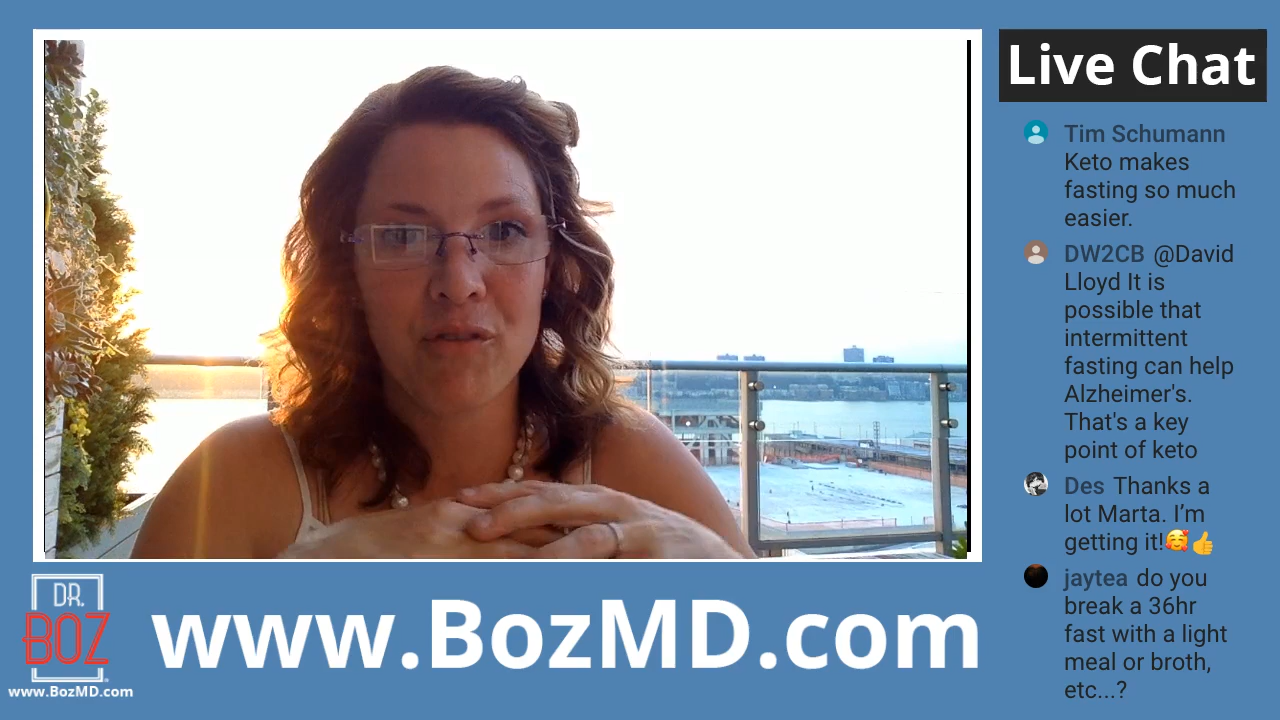 Live Chat
Tim Schumann
Keto makes
fasting so much
easier.
DW2CB @David
Lloyd It is
possible that
intermittent
fasting can help
Alzheimer's.
That's a key
point of keto
Des Thanks a
lot Marta. I’m
getting it!🥰👍
jaytea do you
break a 36hr
fast with a light
meal or broth,
etc...?
DR.
BOZ
www.BozMD.com
www.BozMD.com